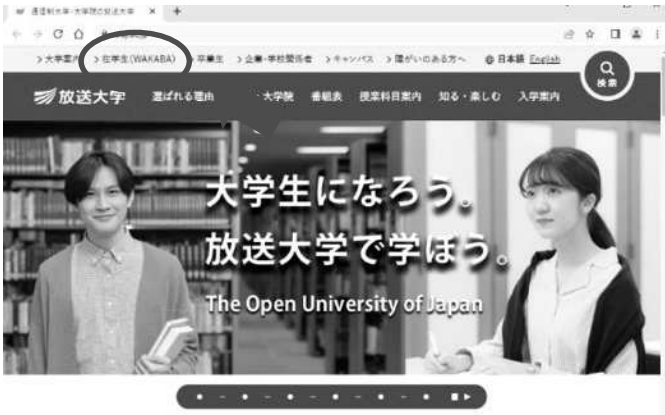 通信制大学・大学院の放送大学
>在学生(WAKABA) >卒業生 >企業・学校関係者 >キャンパス >障がいのある方へ 日本語 English
検索
放送大学 選ばれる理由 ・大学院 番組表 授業科目案内 知る・楽しむ 入学案内
大学生になろう。
放送大学で学ぼう。
The Open University of Japan